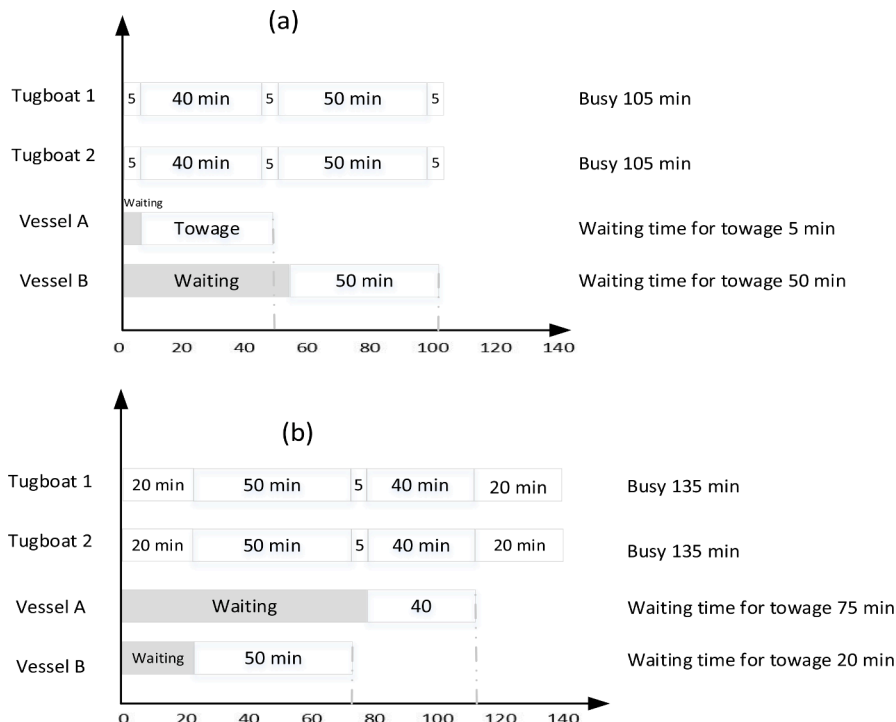 (a)
Tugboat 1 5 40 min 5 50 min 5 Busy 105 min
Tugboat 2 5 40 min 5 50 min 5 Busy 105 min
Waiting
Vessel A Towage Waiting time for towage 5 min
Vessel B Waiting 50 min Waiting time for towage 50 min
0 20 40 60 80 100 120 140
(b)
Tugboat 1 20 min 50 min 5 40 min 20 min Busy 135 min
Tugboat 2 20 min 50 min 5 40 min 20 min Busy 135 min
Vessel A Waiting 40 Waiting time for towage 75 min
Vessel B Waiting 50 min Waiting time for towage 20 min
0 20 40 60 80 100 120 140